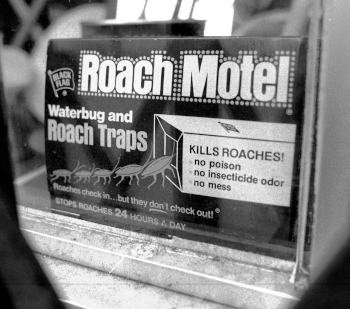 BLACK FLAG
Roach Motel
Waterbug and
Roach Traps
KILLS ROACHES!
· no poison
· no insecticide odor
· no mess
Roaches check in...but they don't check out!®
STOPS ROACHES 24 HOURS A DAY